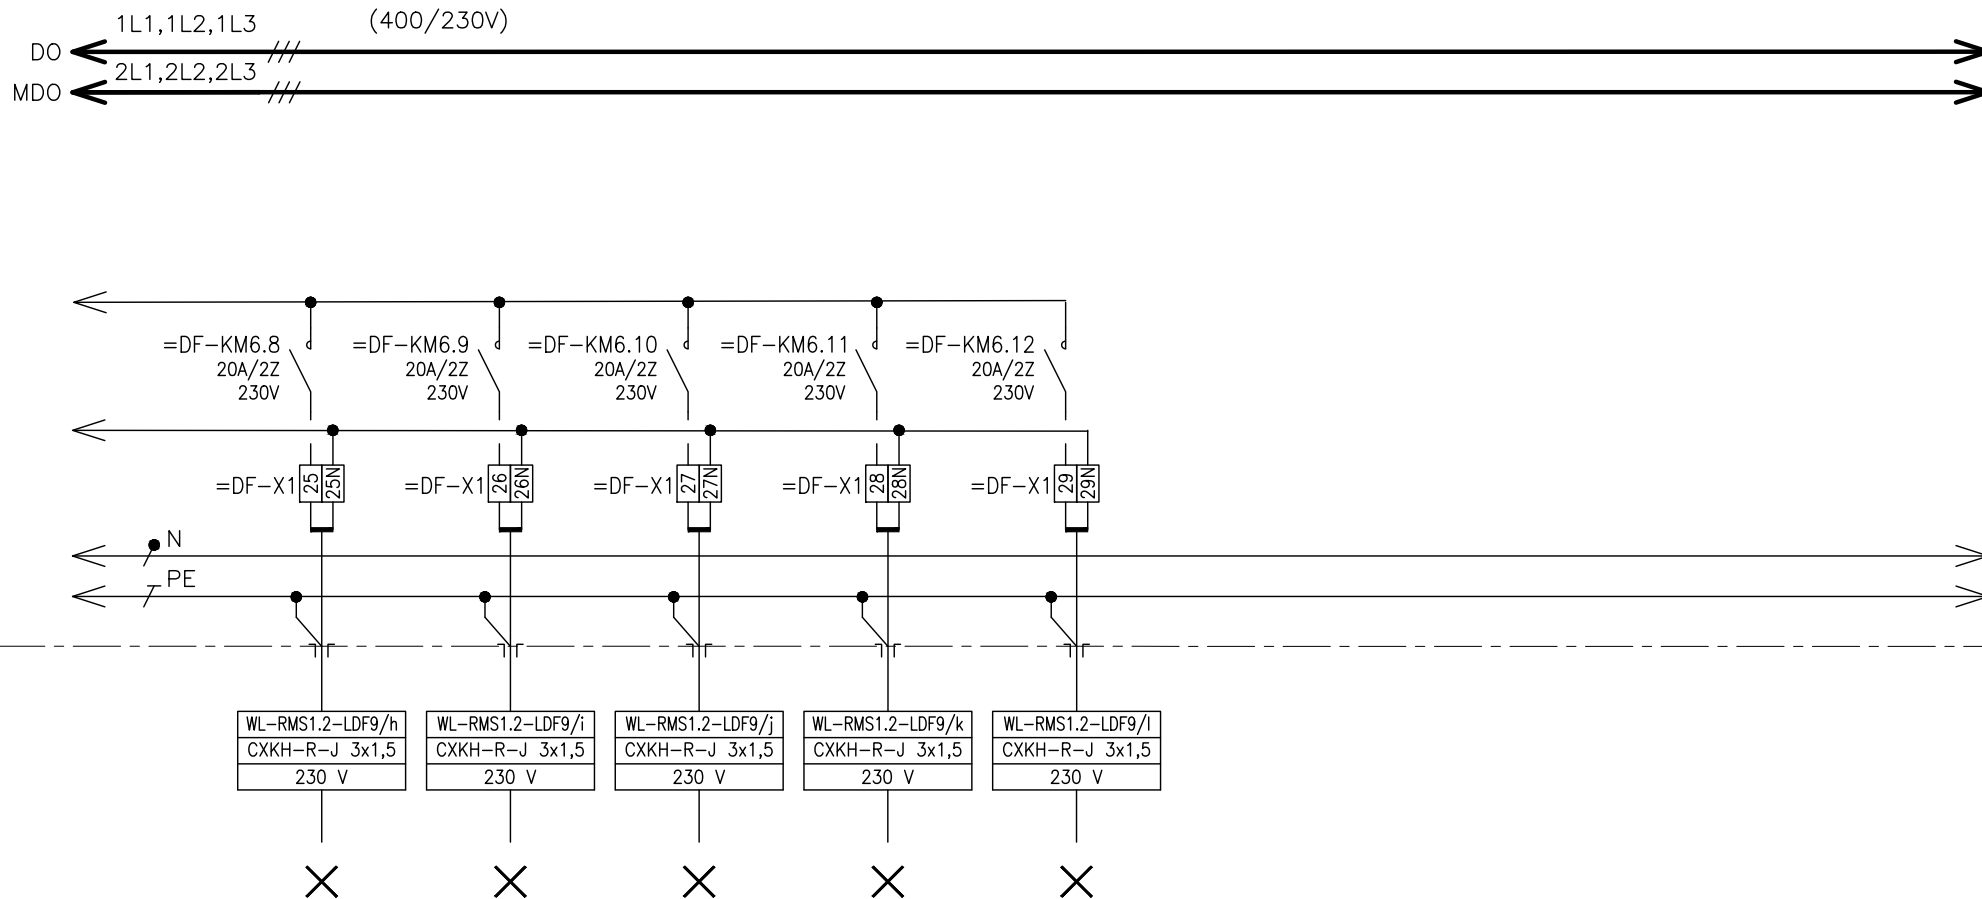 1L1,1L2,1L3 (400/230V)
DO
2L1,2L2,2L3
MDO
=DF-KM6.8 =DF-KM6.9 =DF-KM6.10 =DF-KM6.11 =DF-KM6.12
20A/2Z 20A/2Z 20A/2Z 20A/2Z 20A/2Z
230V 230V 230V 230V 230V
=DF-X1 25 25N =DF-X1 26 26N =DF-X1 27 27N =DF-X1 28 28N =DF-X1 29 29N
N
PE
WL-RMS1.2-LDF9/h WL-RMS1.2-LDF9/i WL-RMS1.2-LDF9/j WL-RMS1.2-LDF9/k WL-RMS1.2-LDF9/l
CXKH-R-J 3x1,5 CXKH-R-J 3x1,5 CXKH-R-J 3x1,5 CXKH-R-J 3x1,5 CXKH-R-J 3x1,5
230 V 230 V 230 V 230 V 230 V